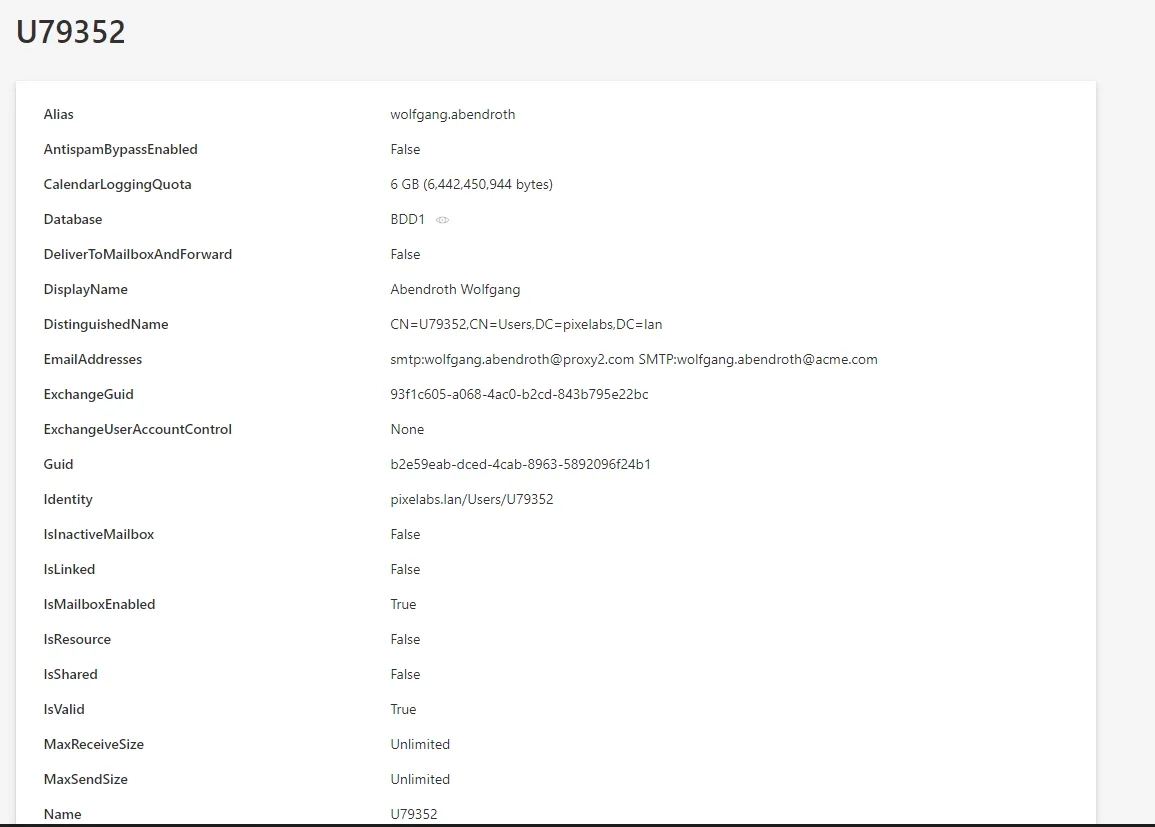 U79352
Alias wolfgang.abendroth
AntispamBypassEnabled False
CalendarLoggingQuota 6 GB (6,442,450,944 bytes)
Database BDD1
DeliverToMailboxAndForward False
DisplayName Abendroth Wolfgang
DistinguishedName CN=U79352,CN=Users,DC=pixelabs,DC=lan
EmailAddresses smtp:wolfgang.abendroth@proxy2.com SMTP:wolfgang.abendroth@acme.com
ExchangeGuid 93f1c605-a068-4ac0-b2cd-843b795e22bc
ExchangeUserAccountControl None
Guid b2e59eab-dced-4cab-8963-5892096f24b1
Identity pixelabs.lan/Users/U79352
IsInactiveMailbox False
IsLinked False
IsMailboxEnabled True
IsResource False
IsShared False
IsValid True
MaxReceiveSize Unlimited
MaxSendSize Unlimited
Name U79352